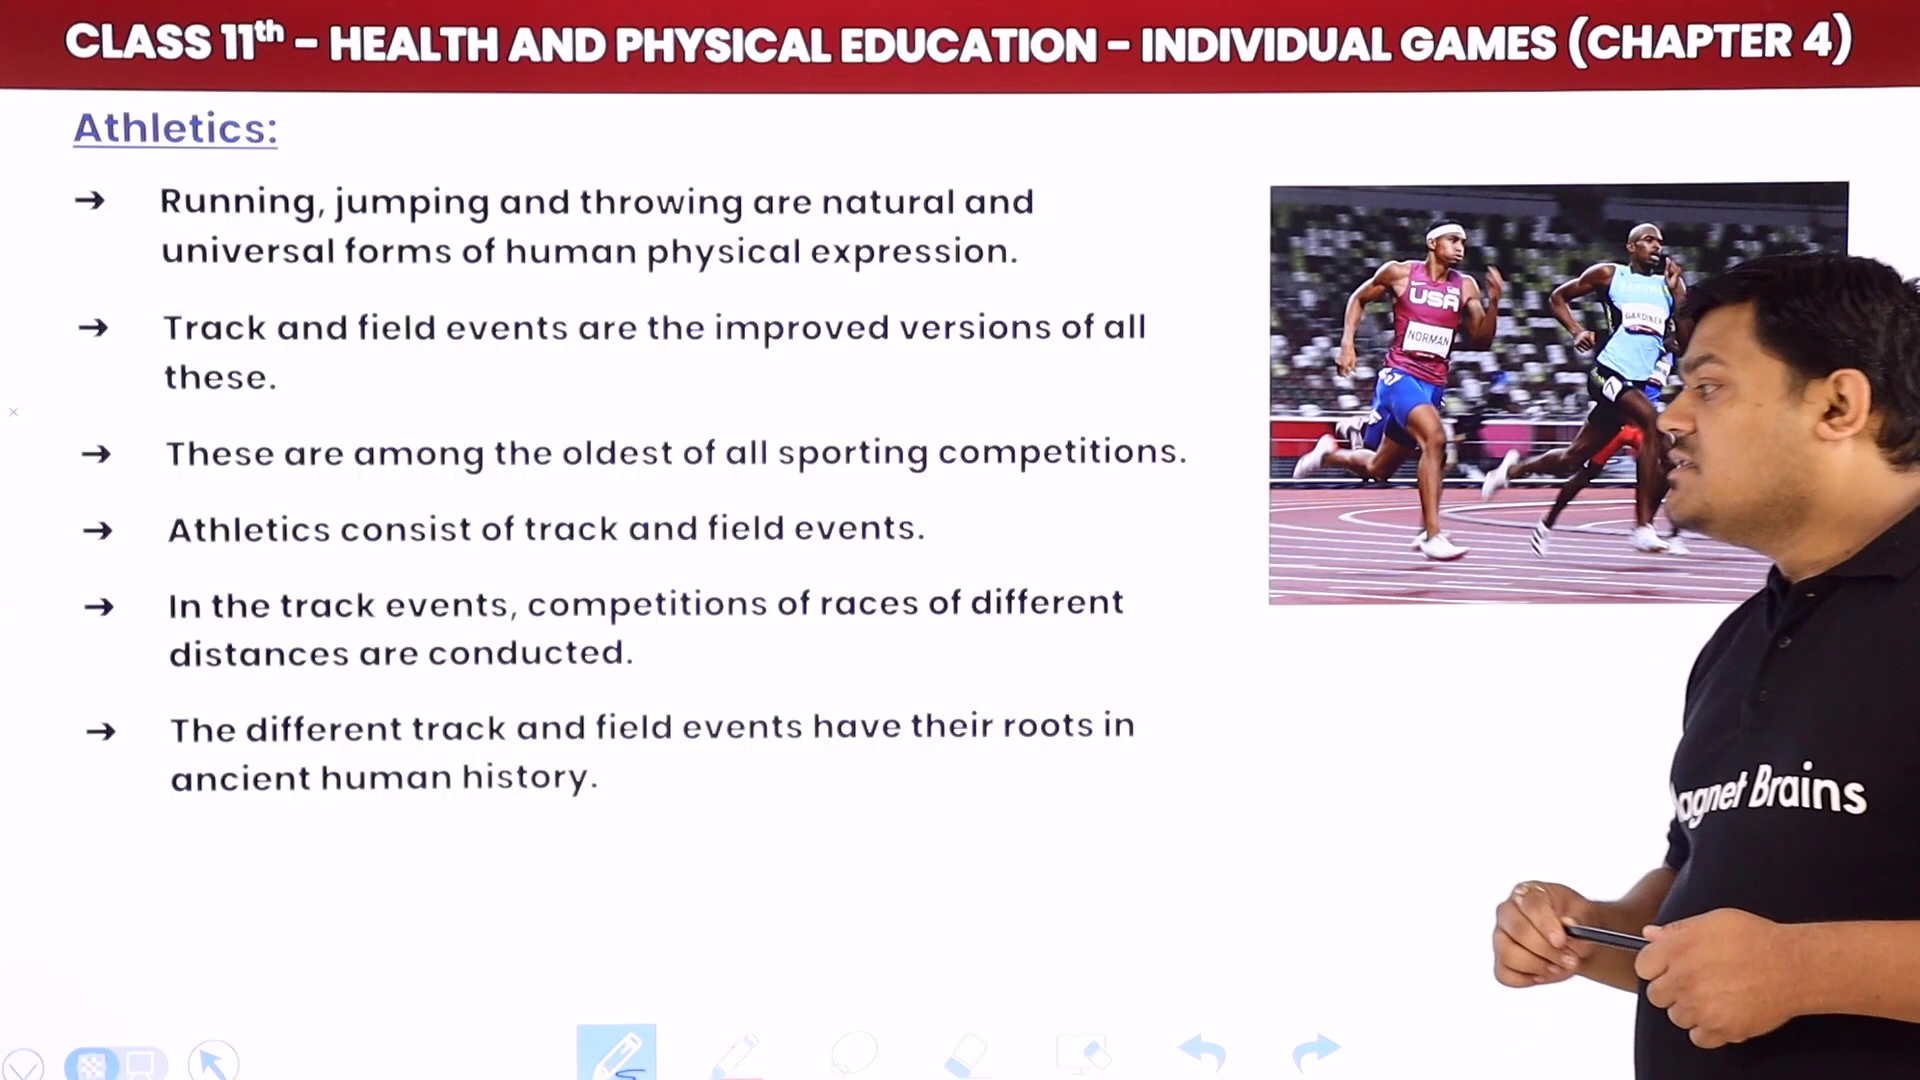 CLASS 11th - HEALTH AND PHYSICAL EDUCATION - INDIVIDUAL GAMES (CHAPTER 4)
Athletics:
➔ Running, jumping and throwing are natural and
universal forms of human physical expression.
➔ Track and field events are the improved versions of all
these.
➔ These are among the oldest of all sporting competitions.
➔ Athletics consist of track and field events.
➔ In the track events, competitions of races of different
distances are conducted.
➔ The different track and field events have their roots in
ancient human history.
USA
NORMAN
GARDINER
7
agnet Brains